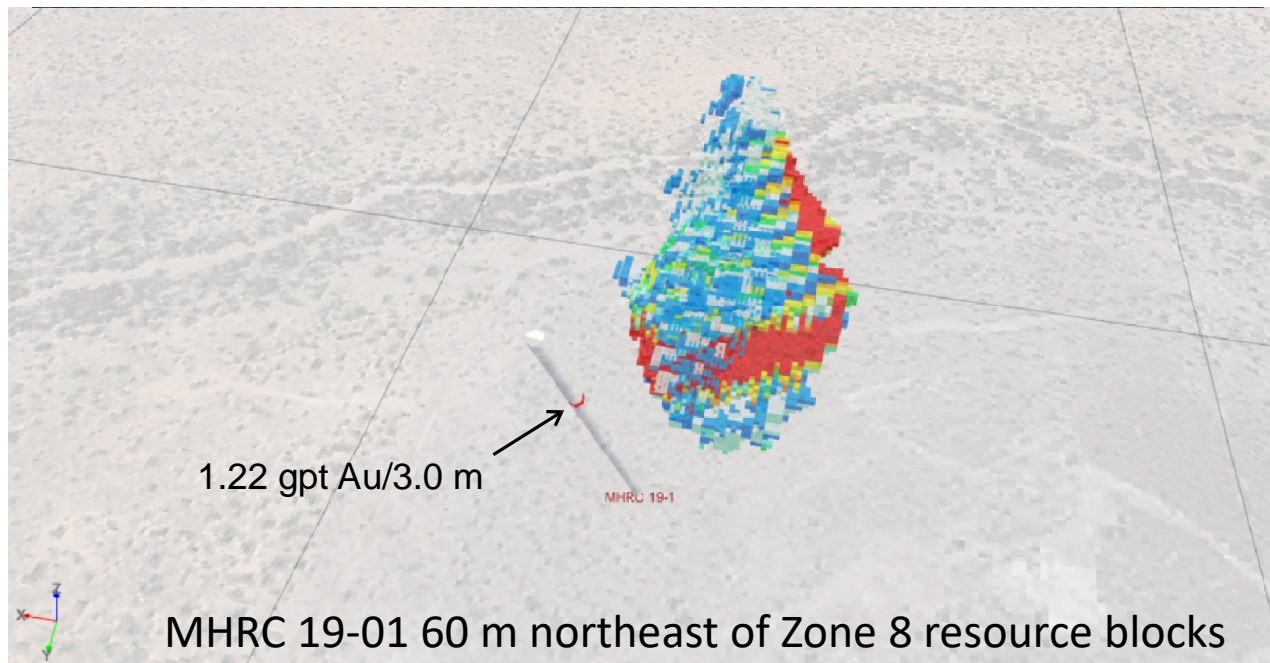 1.22 gpt Au/3.0 m
MHRC 19-1
Z
X
Y
MHRC 19-01 60 m northeast of Zone 8 resource blocks